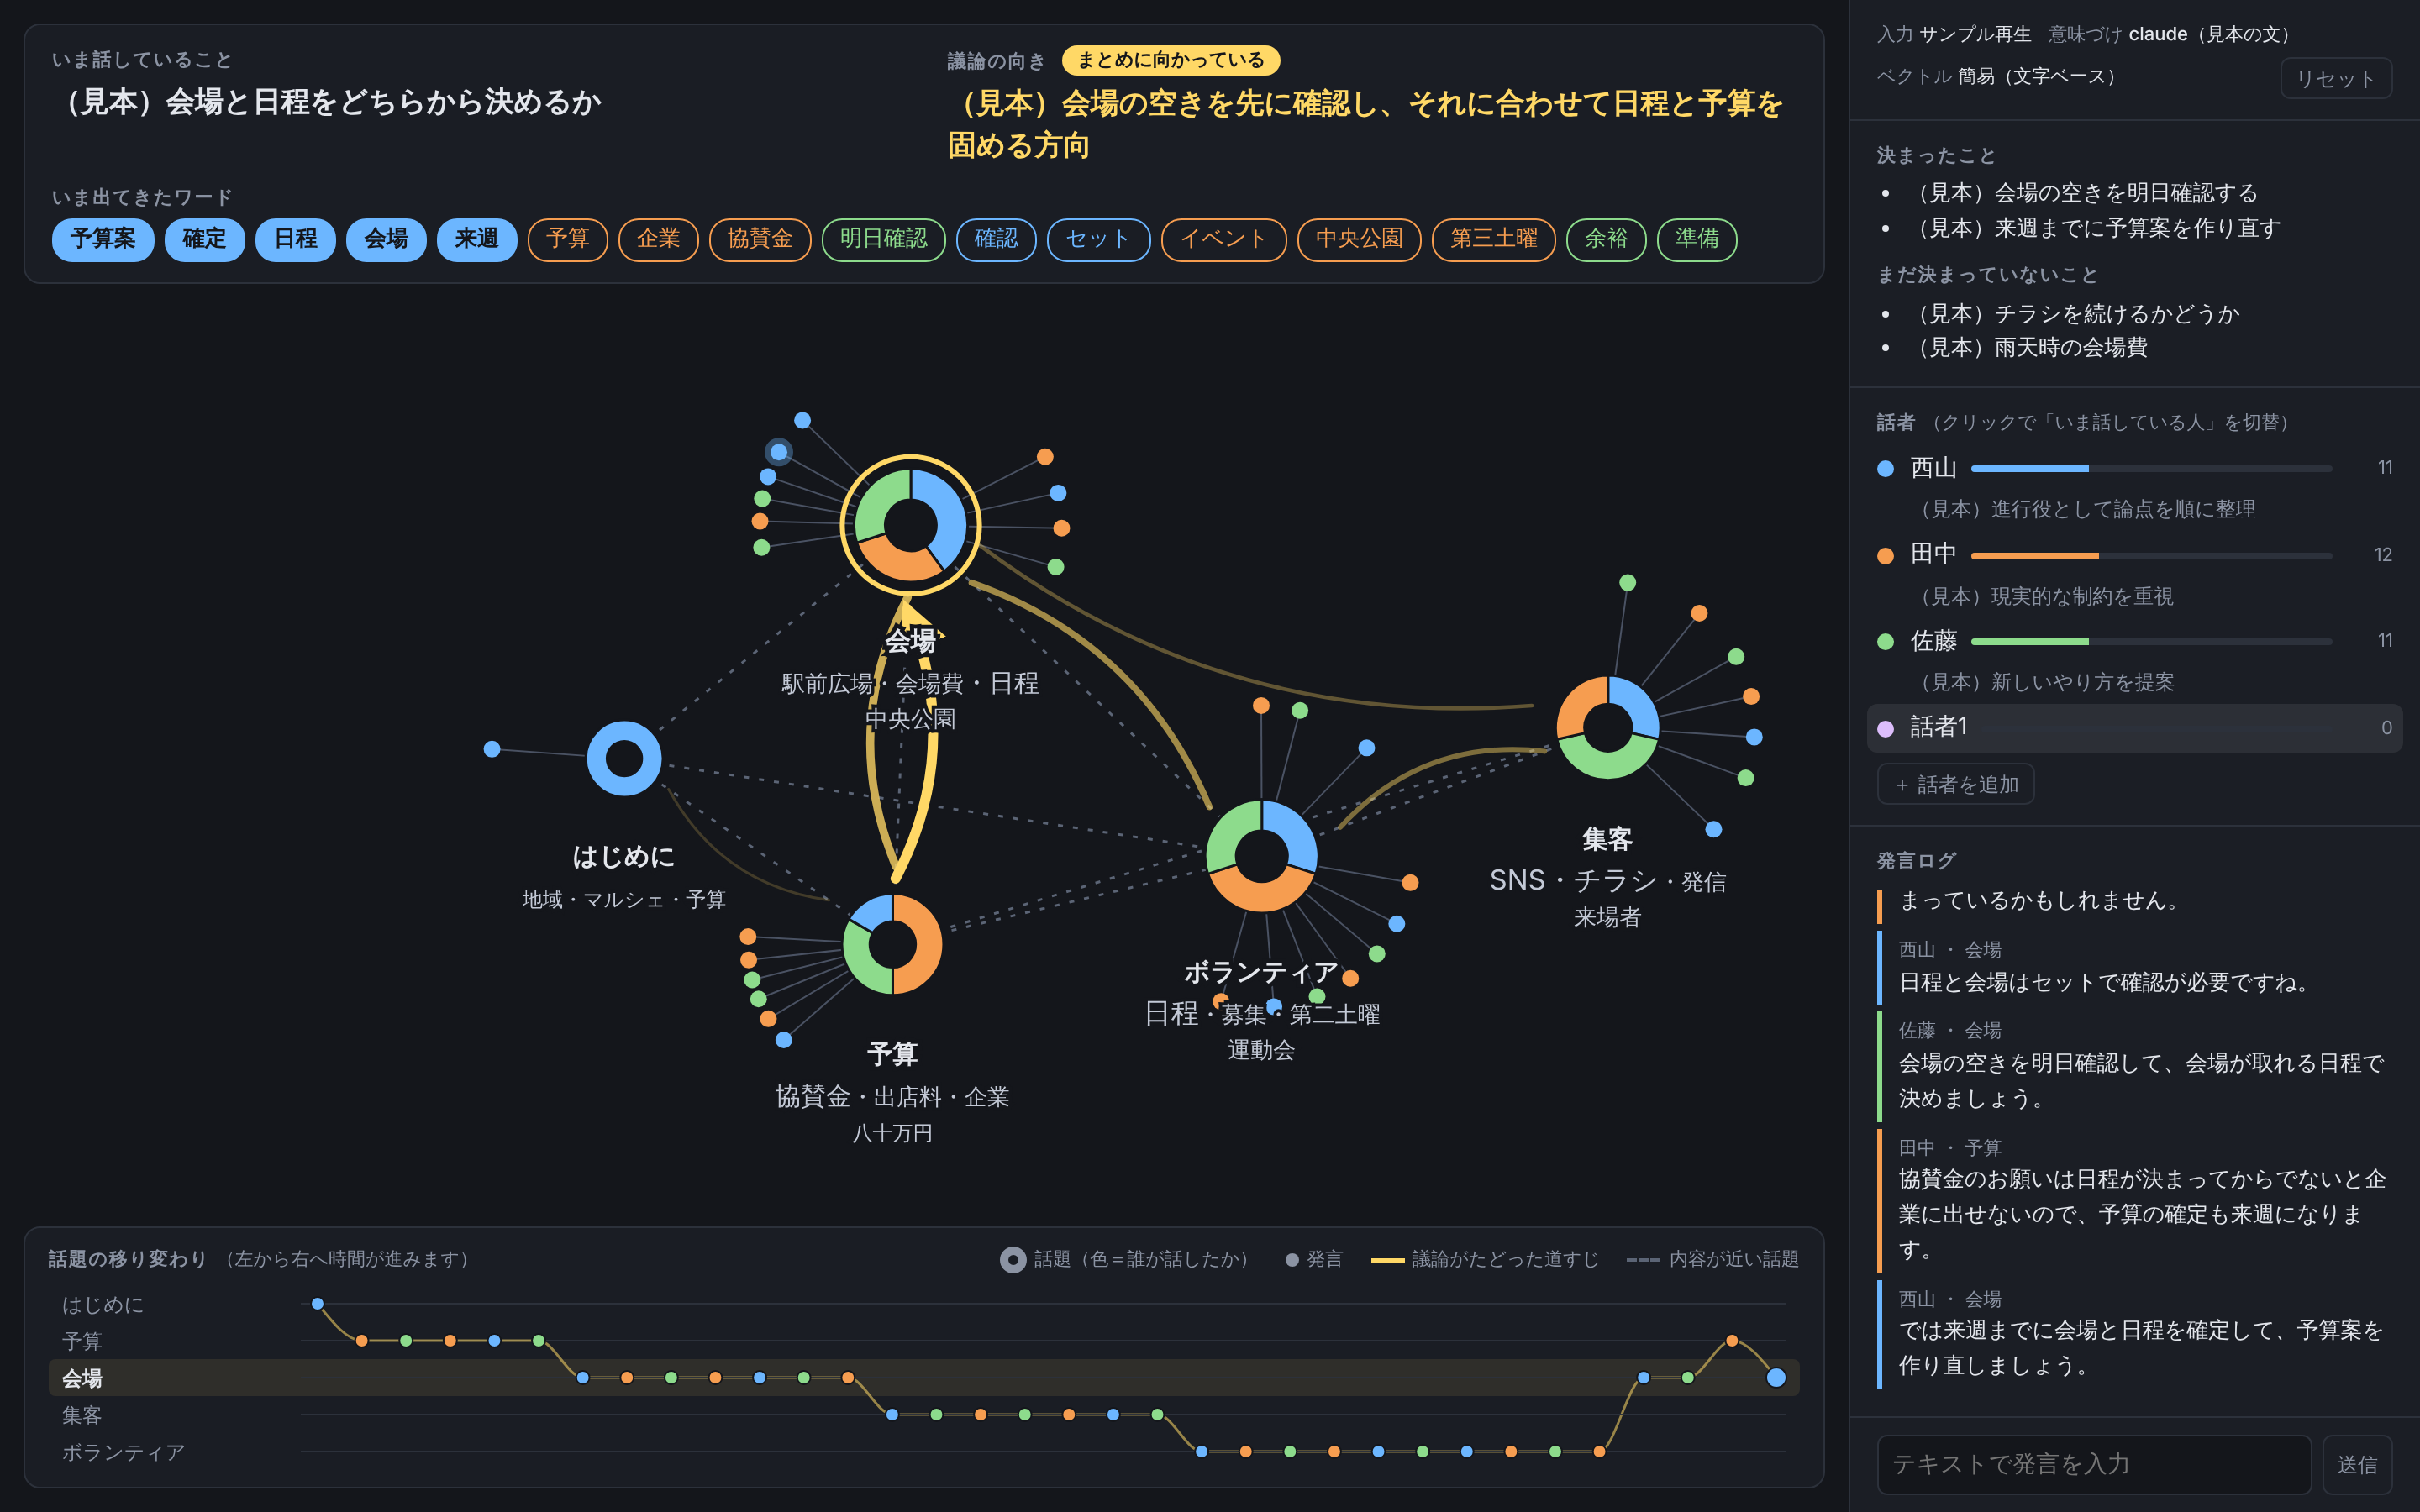 いま話していること
（見本）会場と日程をどちらから決めるか
議論の向き
まとめに向かっている
（見本）会場の空きを先に確認し、それに合わせて日程と予算を
固める方向
いま出てきたワード
予算案 確定 日程 会場 来週 予算 企業 協賛金 明日確認 確認 セット イベント 中央公園 第三土曜 余裕 準備
会場
駅前広場・会場費・日程
中央公園
はじめに
地域・マルシェ・予算
予算
協賛金・出店料・企業
八十万円
ボランティア
日程・募集・第二土曜
運動会
集客
SNS・チラシ・発信
来場者
話題の移り変わり （左から右へ時間が進みます）
話題（色＝誰が話したか） 発言 議論がたどった道すじ 内容が近い話題
はじめに
予算
会場
集客
ボランティア
入力 サンプル再生 意味づけ claude（見本の文）
ベクトル 簡易（文字ベース）
リセット
決まったこと
• （見本）会場の空きを明日確認する
• （見本）来週までに予算案を作り直す
まだ決まっていないこと
• （見本）チラシを続けるかどうか
• （見本）雨天時の会場費
話者 （クリックで「いま話している人」を切替）
西山 11
（見本）進行役として論点を順に整理
田中 12
（見本）現実的な制約を重視
佐藤 11
（見本）新しいやり方を提案
話者1 0
＋ 話者を追加
発言ログ
まっているかもしれません。
西山 ・ 会場
日程と会場はセットで確認が必要ですね。
佐藤 ・ 会場
会場の空きを明日確認して、会場が取れる日程で
決めましょう。
田中 ・ 予算
協賛金のお願いは日程が決まってからでないと企
業に出せないので、予算の確定も来週になりま
す。
西山 ・ 会場
では来週までに会場と日程を確定して、予算案を
作り直しましょう。
テキストで発言を入力
送信